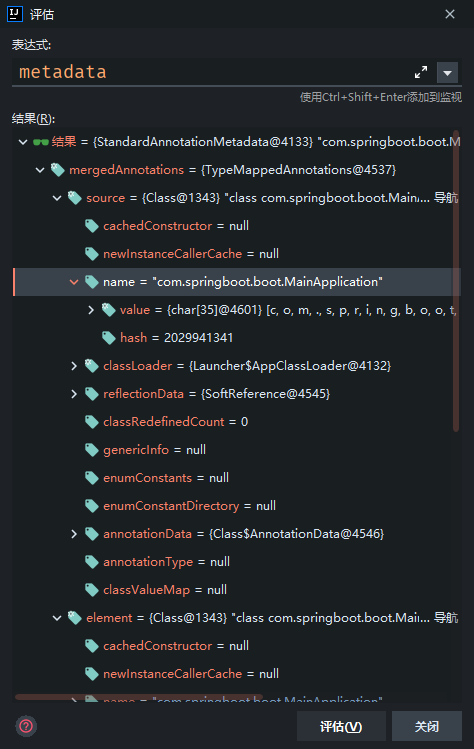 评估
表达式:
metadata
使用Ctrl+Shift+Enter添加到监视
结果(R):
结果 = {StandardAnnotationMetadata@4133} "com.springboot.boot.M
mergedAnnotations = {TypeMappedAnnotations@4537}
source = {Class@1343} "class com.springboot.boot.Main... 导航
cachedConstructor = null
newInstanceCallerCache = null
name = "com.springboot.boot.MainApplication"
value = {char[35]@4601} [c, o, m, ., s, p, r, i, n, g, b, o, o, t,
hash = 2029941341
classLoader = {Launcher$AppClassLoader@4132}
reflectionData = {SoftReference@4545}
classRedefinedCount = 0
genericInfo = null
enumConstants = null
enumConstantDirectory = null
annotationData = {Class$AnnotationData@4546}
annotationType = null
classValueMap = null
element = {Class@1343} "class com.springboot.boot.Mai... 导航
cachedConstructor = null
newInstanceCallerCache = null
name = "com.springboot.boot.MainApplication"
评估(V)
关闭